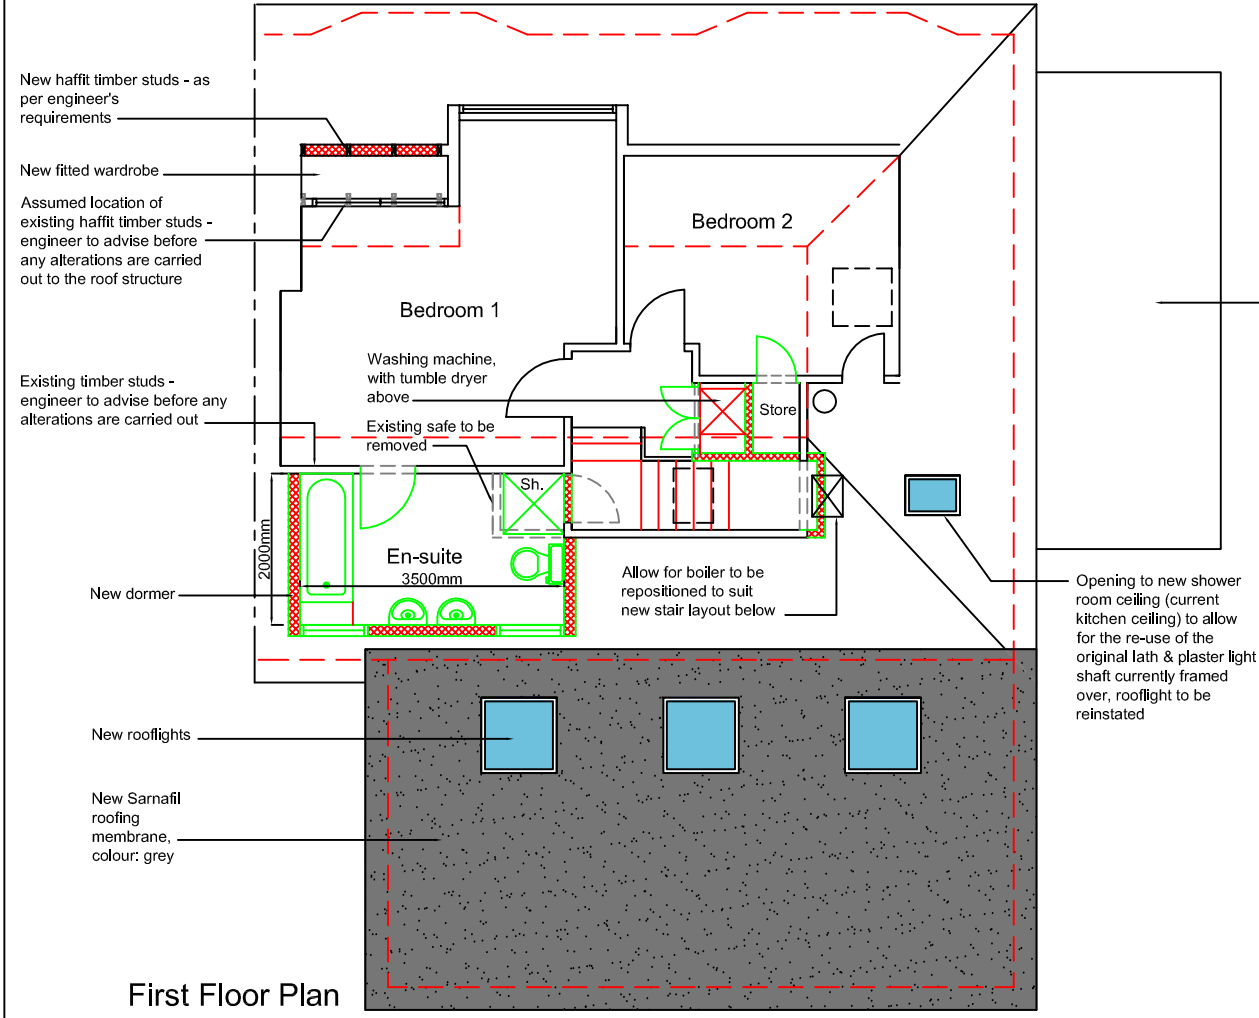 New haffit timber studs - as
per engineer's
requirements
New fitted wardrobe
Assumed location of
existing haffit timber studs -
engineer to advise before
any alterations are carried
out to the roof structure
Bedroom 2
Bedroom 1
Washing machine,
with tumble dryer
above
Existing timber studs -
engineer to advise before any
alterations are carried out
Store
Existing safe to be
removed
Sh.
2000mm
En-suite
3500mm
New dormer
Allow for boiler to be
repositioned to suit
new stair layout below
Opening to new shower
room ceiling (current
kitchen ceiling) to allow
for the re-use of the
original lath & plaster light
shaft currently framed
over, rooflight to be
reinstated
New rooflights
New Sarnafil
roofing
membrane,
colour: grey
First Floor Plan